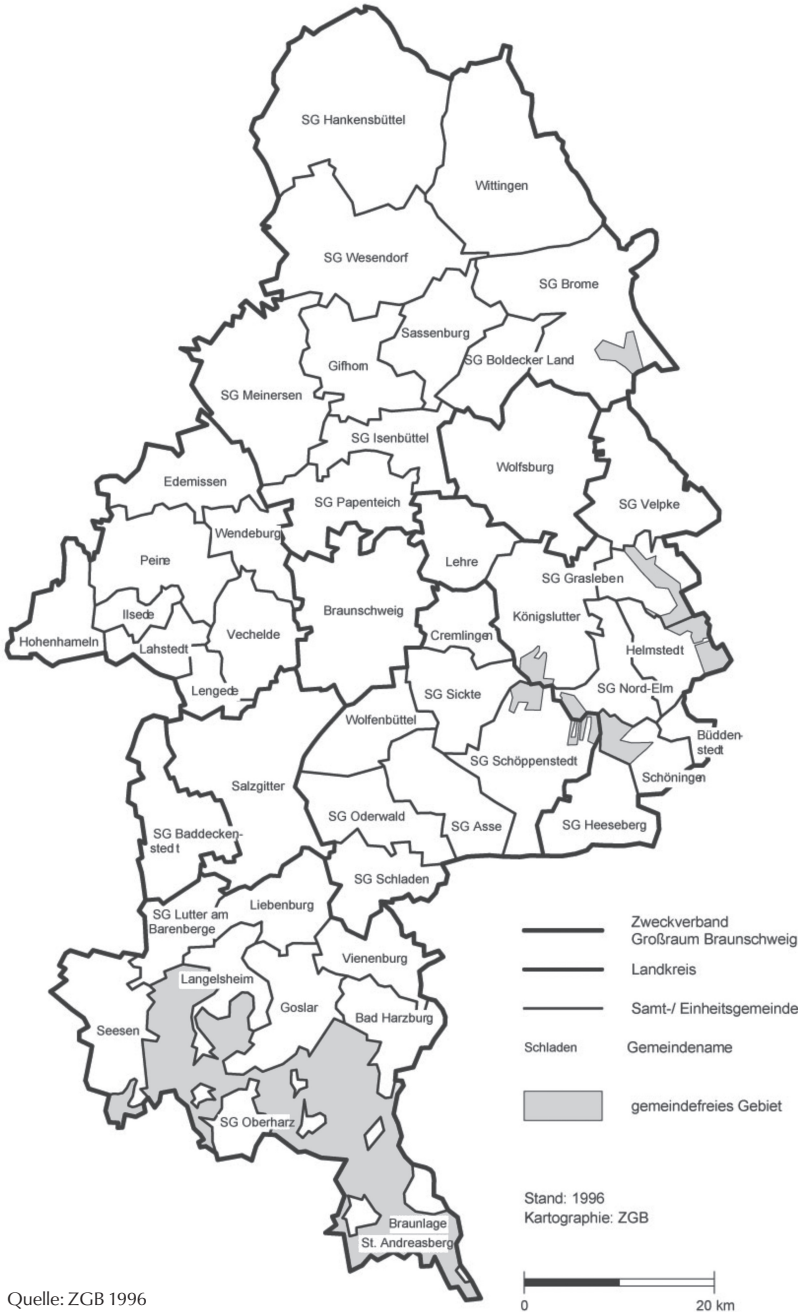 SG Hankensbüttel
Wittingen
SG Wesendorf
SG Brome
Sassenburg
Gifhorn
SG Boldecker Land
SG Meinersen
SG Isenbüttel
Wolfsburg
Edemissen
SG Papenteich
SG Velpke
Wendeburg
Peine
Lehre
SG Grasleben
Ilsede
Braunschweig
Königslutter
Hohenhameln
Lahstedt
Vechelde
Cremlingen
Helmstedt
Lengede
SG Sickte
SG Nord-Elm
Wolfenbüttel
Büdden-
stedt
SG Schöppenstedt
Schöningen
Salzgitter
SG Baddecken-
stedt
SG Oderwald
SG Asse
SG Heeseberg
SG Schladen
Liebenburg
SG Lutter am
Barenberge
Vienenburg
Langelsheim
Goslar
Bad Harzburg
Seesen
SG Oberharz
Braunlage
St. Andreasberg
Zweckverband
Großraum Braunschweig
Landkreis
Samt-/ Einheitsgemeinde
Schladen Gemeindename
gemeindefreies Gebiet
Stand: 1996
Kartographie: ZGB
0 20 km
Quelle: ZGB 1996